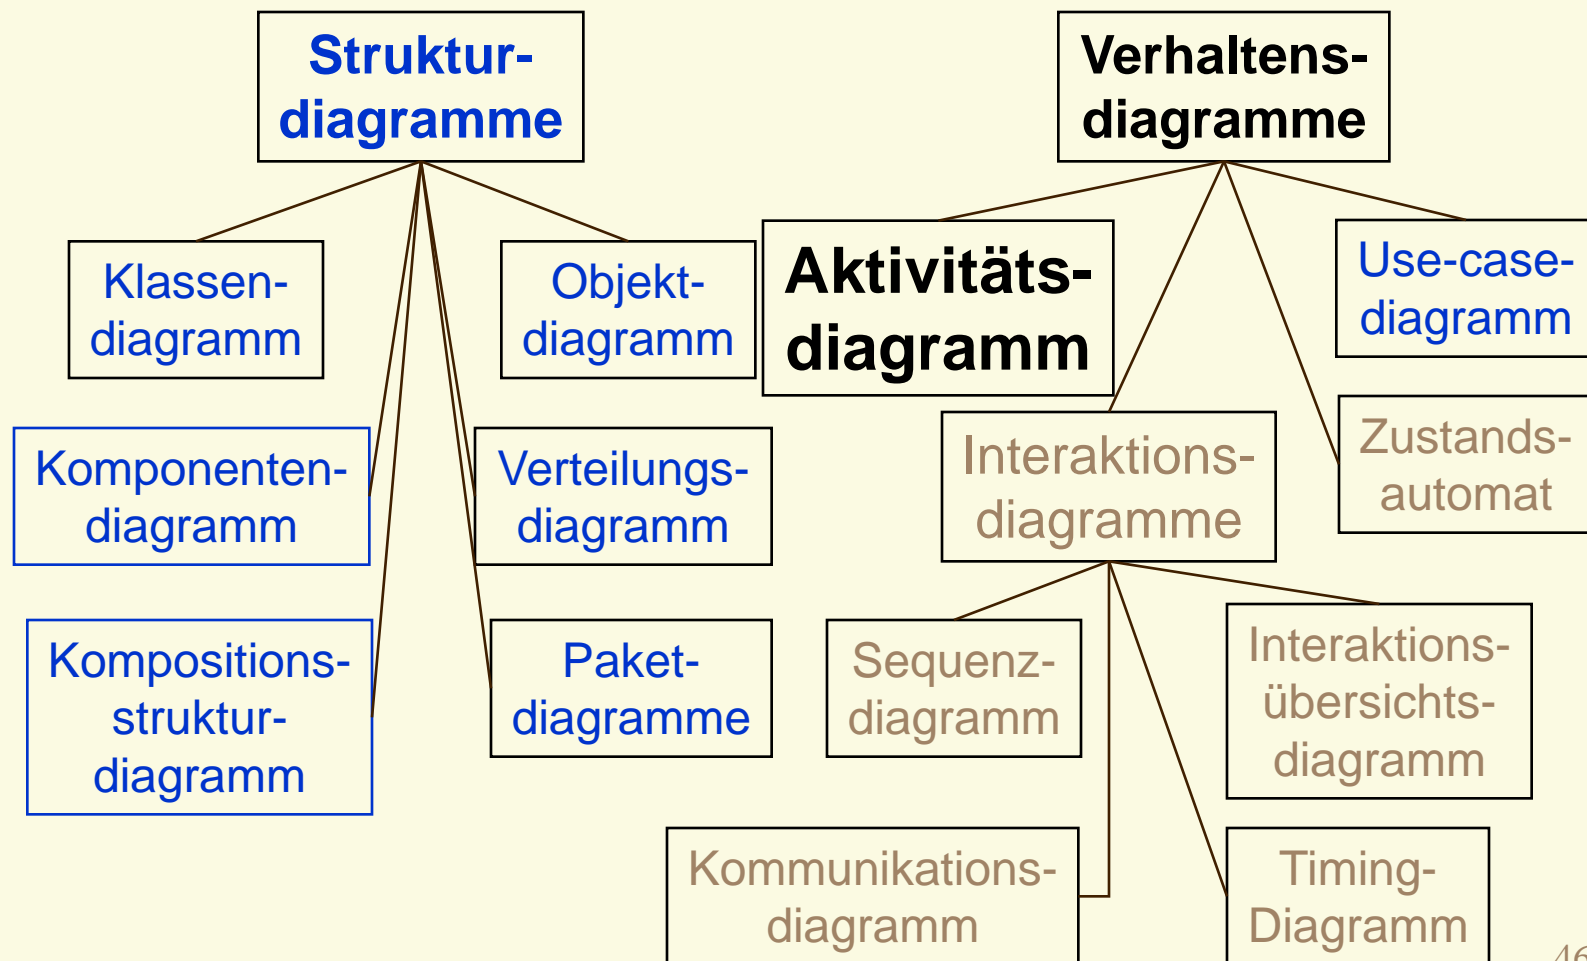 Struktur-
diagramme
Verhaltens-
diagramme
Klassen-
diagramm
Objekt-
diagramm
Aktivitäts-
diagramm
Use-case-
diagramm
Komponenten-
diagramm
Verteilungs-
diagramm
Interaktions-
diagramme
Zustands-
automat
Kompositions-
struktur-
diagramm
Paket-
diagramme
Sequenz-
diagramm
Interaktions-
übersichts-
diagramm
Kommunikations-
diagramm
Timing-
Diagramm
46